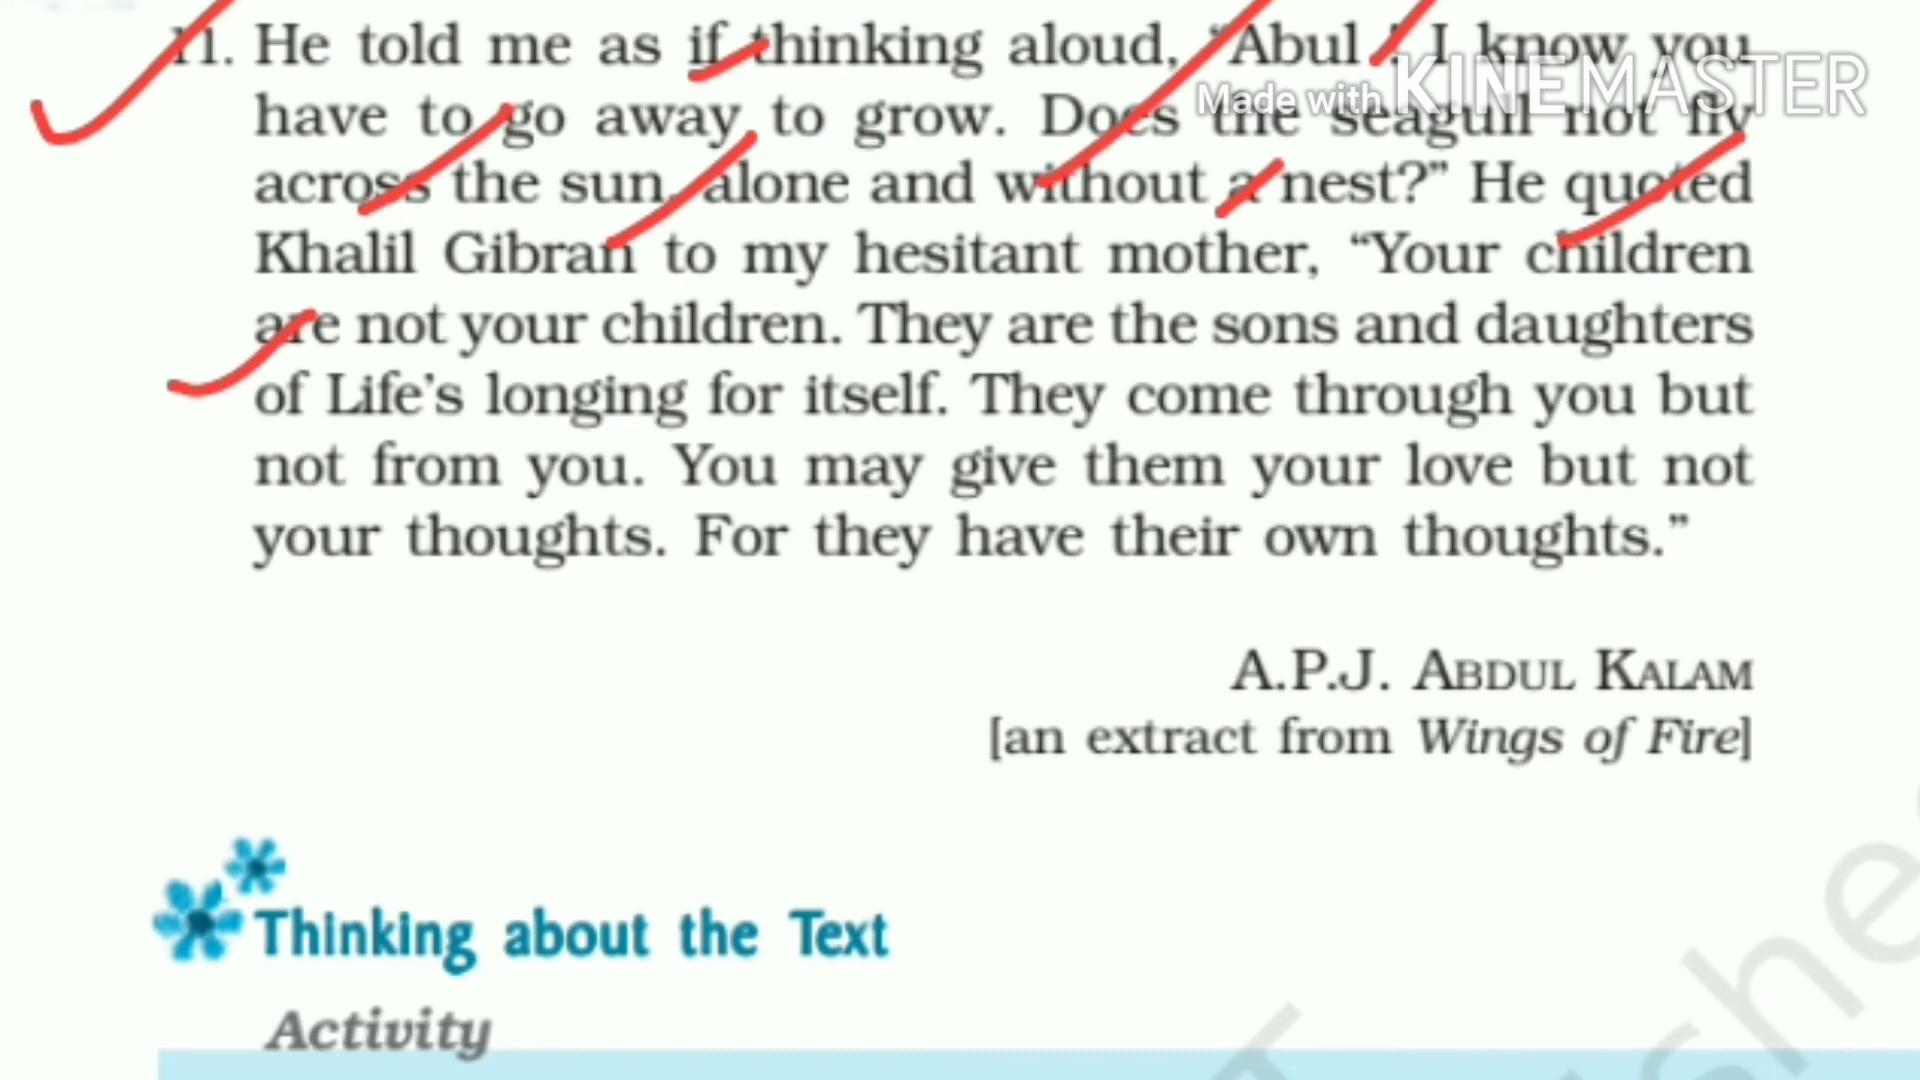 11. He told me as if thinking aloud, “Abul ! I know you
Made with KINEMASTER
have to go away to grow. Does the seagull not fly
across the sun, alone and without a nest?” He quoted
Khalil Gibran to my hesitant mother, “Your children
are not your children. They are the sons and daughters
of Life’s longing for itself. They come through you but
not from you. You may give them your love but not
your thoughts. For they have their own thoughts.”
A.P.J. ABDUL KALAM
[an extract from Wings of Fire]
Thinking about the Text
Activity